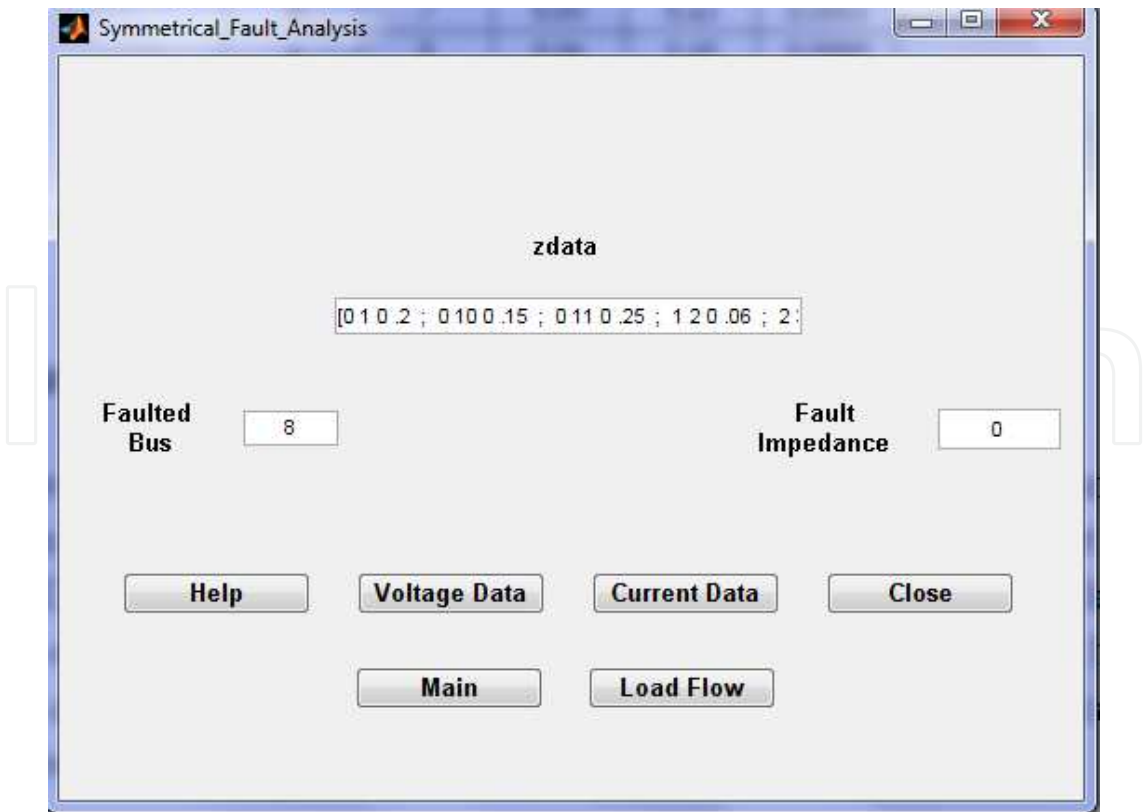 Symmetrical_Fault_Analysis
zdata
[0 1 0 .2 ; 0 10 0 .15 ; 0 11 0 .25 ; 1 2 0 .06 ; 2
Faulted
Bus
8
Fault
Impedance
0
Help
Voltage Data
Current Data
Close
Main
Load Flow